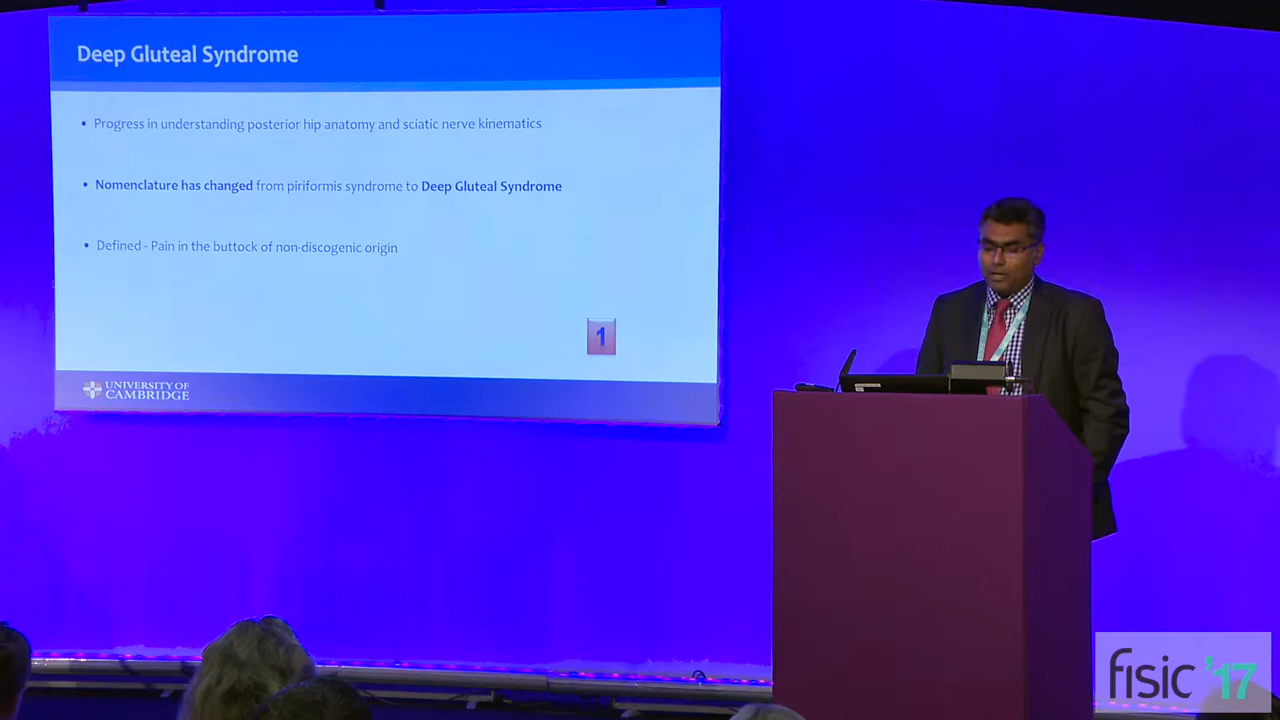 Deep Gluteal Syndrome
• Progress in understanding posterior hip anatomy and sciatic nerve kinematics
• Nomenclature has changed from piriformis syndrome to Deep Gluteal Syndrome
• Defined - Pain in the buttock of non-discogenic origin
1
UNIVERSITY OF
CAMBRIDGE
fisic '17